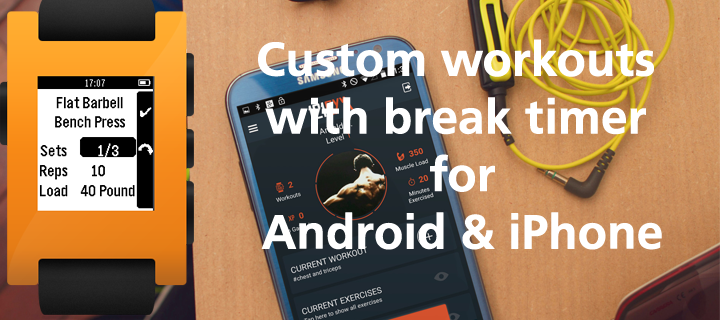 17:07
Flat Barbell
Bench Press
Sets 1/3
Reps 10
Load 40 Pound
Custom workouts
with break timer
for
Android & iPhone
SAMSUNG
Level
2
Workouts
350
Muscle Load
XP 0
20
Minutes
Exercised
CURRENT WORKOUT
#chest and triceps
CURRENT EXERCISES
here to show all exercises